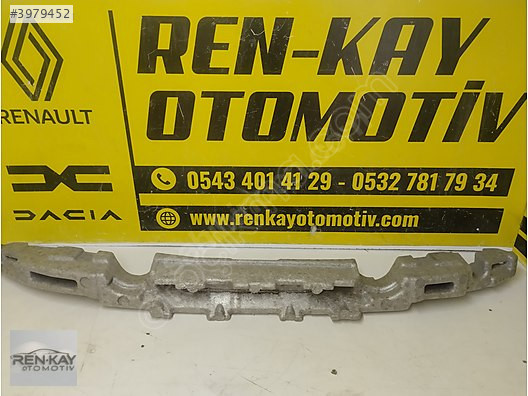 #3979452
REN-KAY
OTOMOTİV
RENAULT
0543 401 41 29 - 0532 781 79 34
DACIA
www.renkayotomotiv.com
REN-KAY
OTOMOTİV